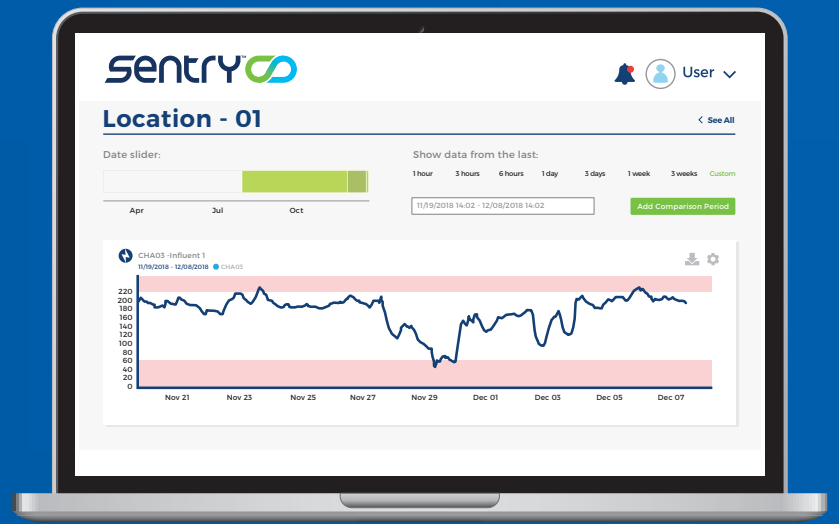 sentry™
User
Location - 01
See All
Date slider:
Show data from the last:
1 hour 3 hours 6 hours 1 day 3 days 1 week 3 weeks Custom
Apr Jul Oct
11/19/2018 14:02 - 12/08/2018 14:02
Add Comparison Period
CHA03 -Influent 1
11/19/2018 - 12/08/2018 CHA03
220
200
180
160
140
120
100
80
60
40
20
0
Nov 21 Nov 23 Nov 25 Nov 27 Nov 29 Dec 01 Dec 03 Dec 05 Dec 07